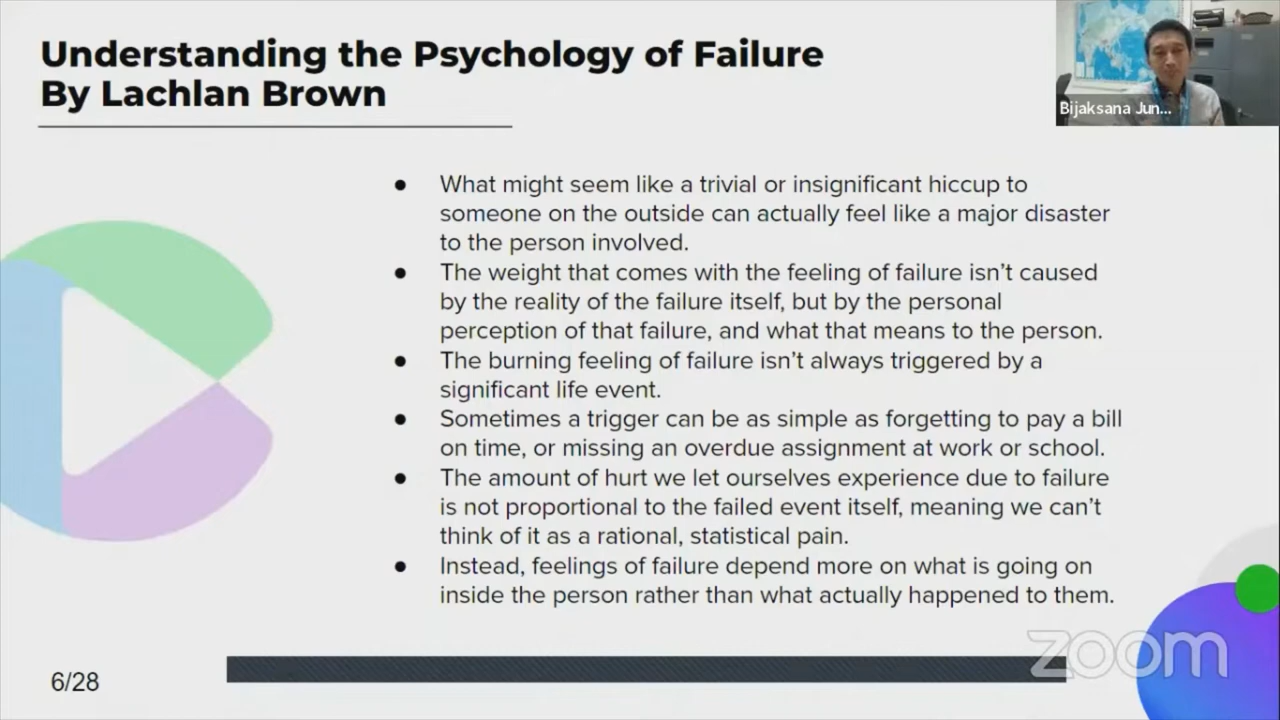 Understanding the Psychology of Failure
By Lachlan Brown
Bijaksana Jun...
● What might seem like a trivial or insignificant hiccup to
someone on the outside can actually feel like a major disaster
to the person involved.
● The weight that comes with the feeling of failure isn't caused
by the reality of the failure itself, but by the personal
perception of that failure, and what that means to the person.
● The burning feeling of failure isn't always triggered by a
significant life event.
● Sometimes a trigger can be as simple as forgetting to pay a bill
on time, or missing an overdue assignment at work or school.
● The amount of hurt we let ourselves experience due to failure
is not proportional to the failed event itself, meaning we can't
think of it as a rational, statistical pain.
● Instead, feelings of failure depend more on what is going on
inside the person rather than what actually happened to them.
zoom
6/28